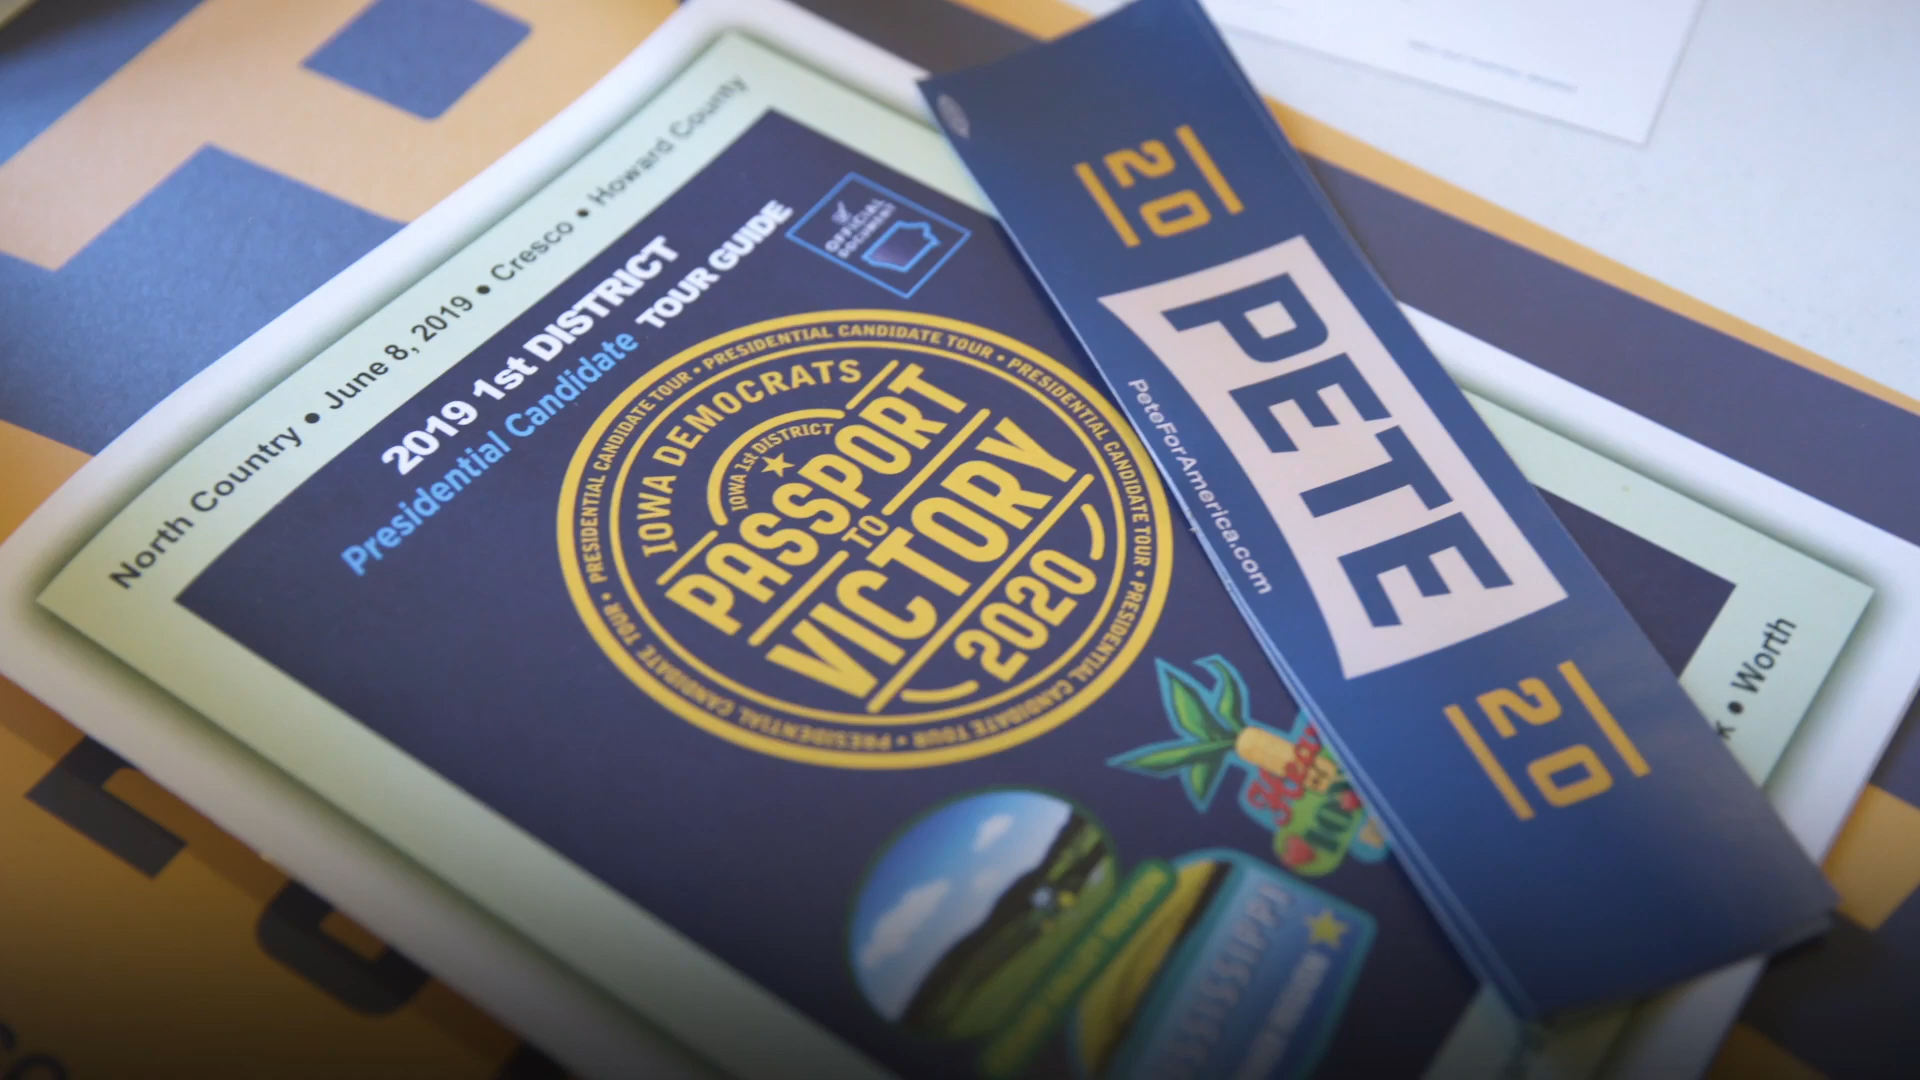 North Country • June 8, 2019 • Cresco • Howard County
2019 1st DISTRICT
Presidential Candidate TOUR GUIDE
OFFICIAL
DOCUMENT
PRESIDENTIAL CANDIDATE TOUR • PRESIDENTIAL CANDIDATE TOUR • PRESIDENTIAL CANDIDATE TOUR • PRESIDENTIAL CANDIDATE TOUR • PRESIDENTIAL CANDIDATE TOUR •
IOWA DEMOCRATS
IOWA 1st DISTRICT
PASSPORT
TO
VICTORY
2020
20
PETE
20
PeteForAmerica.com
• Worth